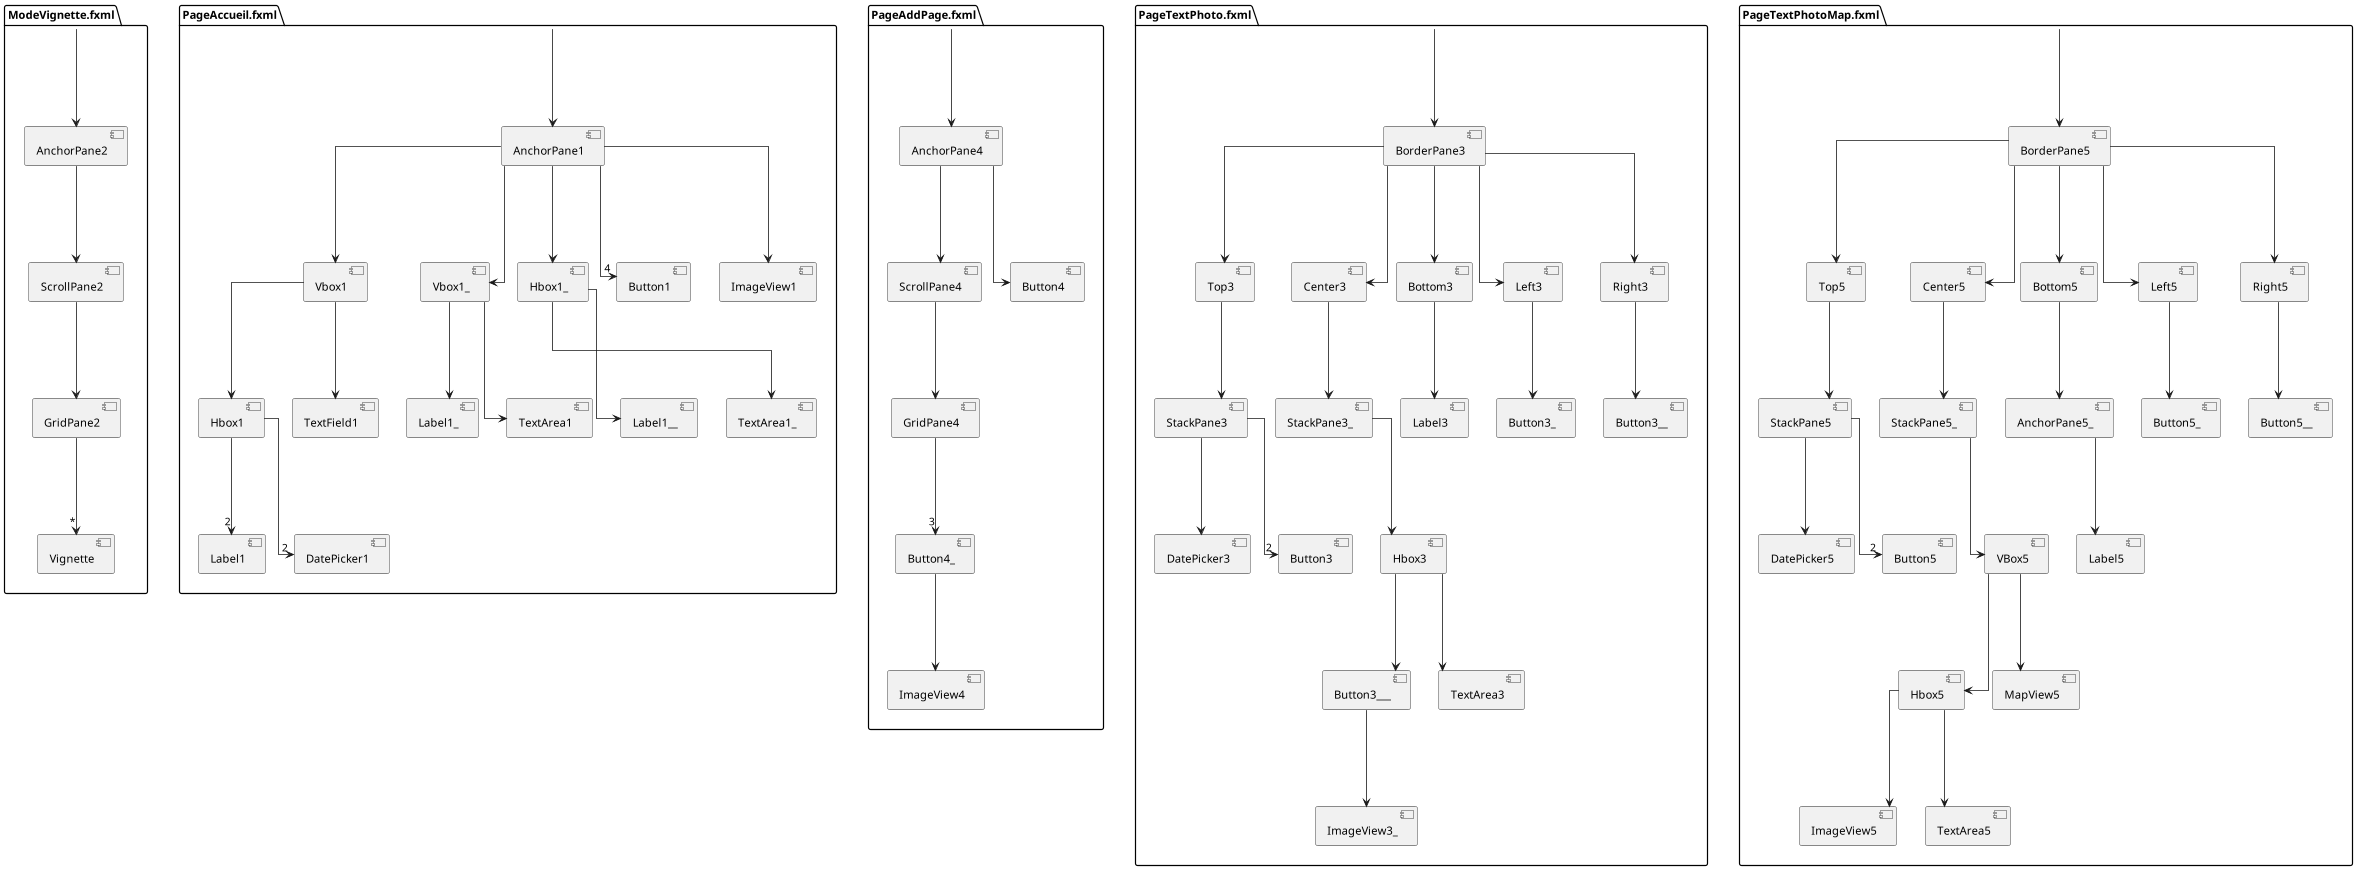 ModeVignette.fxml
AnchorPane2
ScrollPane2
GridPane2
*
Vignette
PageAccueil.fxml
AnchorPane1
Vbox1
Vbox1_
Hbox1_
4
Button1
ImageView1
Hbox1
TextField1
Label1_
TextArea1
Label1__
TextArea1_
2
Label1
2
DatePicker1
PageAddPage.fxml
AnchorPane4
ScrollPane4
Button4
GridPane4
3
Button4_
ImageView4
PageTextPhoto.fxml
BorderPane3
Top3
Center3
Bottom3
Left3
Right3
StackPane3
StackPane3_
Label3
Button3_
Button3__
DatePicker3
2
Button3
Hbox3
Button3___
TextArea3
ImageView3_
PageTextPhotoMap.fxml
BorderPane5
Top5
Center5
Bottom5
Left5
Right5
StackPane5
StackPane5_
AnchorPane5_
Button5_
Button5__
DatePicker5
2
Button5
VBox5
Label5
Hbox5
MapView5
ImageView5
TextArea5